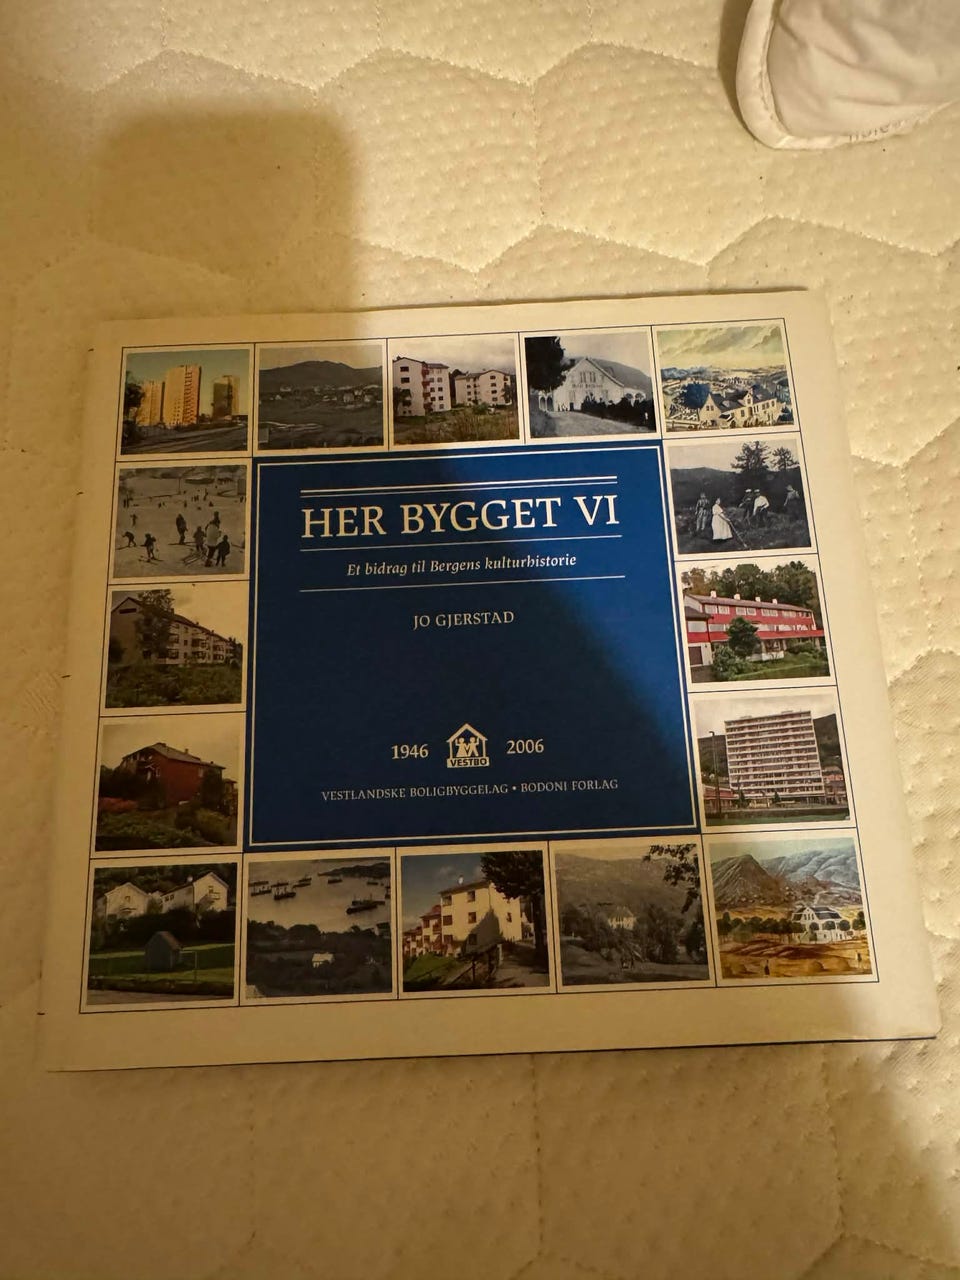 HER BYGGET VI
Et bidrag til Bergens kulturhistorie
JO GJERSTAD
1946 VESTBO 2006
VESTLANDSKE BOLIGBYGGELAG • BODONI FORLAG